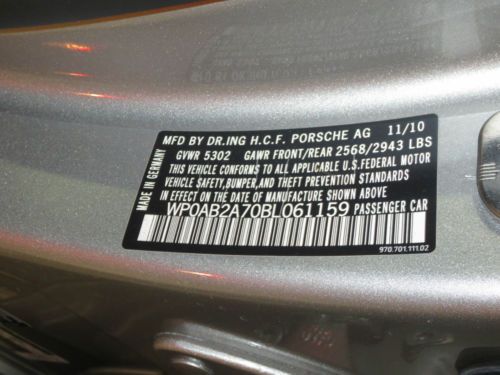 MFD BY DR.ING H.C.F. PORSCHE AG 11/10
GVWR 5302 GAWR FRONT/REAR 2568/2943 LBS
THIS VEHICLE CONFORMS TO ALL APPLICABLE U.S.FEDERAL MOTOR
VEHICLE SAFETY,BUMPER,AND THEFT PREVENTION STANDARDS
IN EFFECT ON THE DATE OF MANUFACTURE SHOWN ABOVE
WP0AB2A70BL061159 PASSENGER CAR
MADE IN GERMANY
970.701.111.02